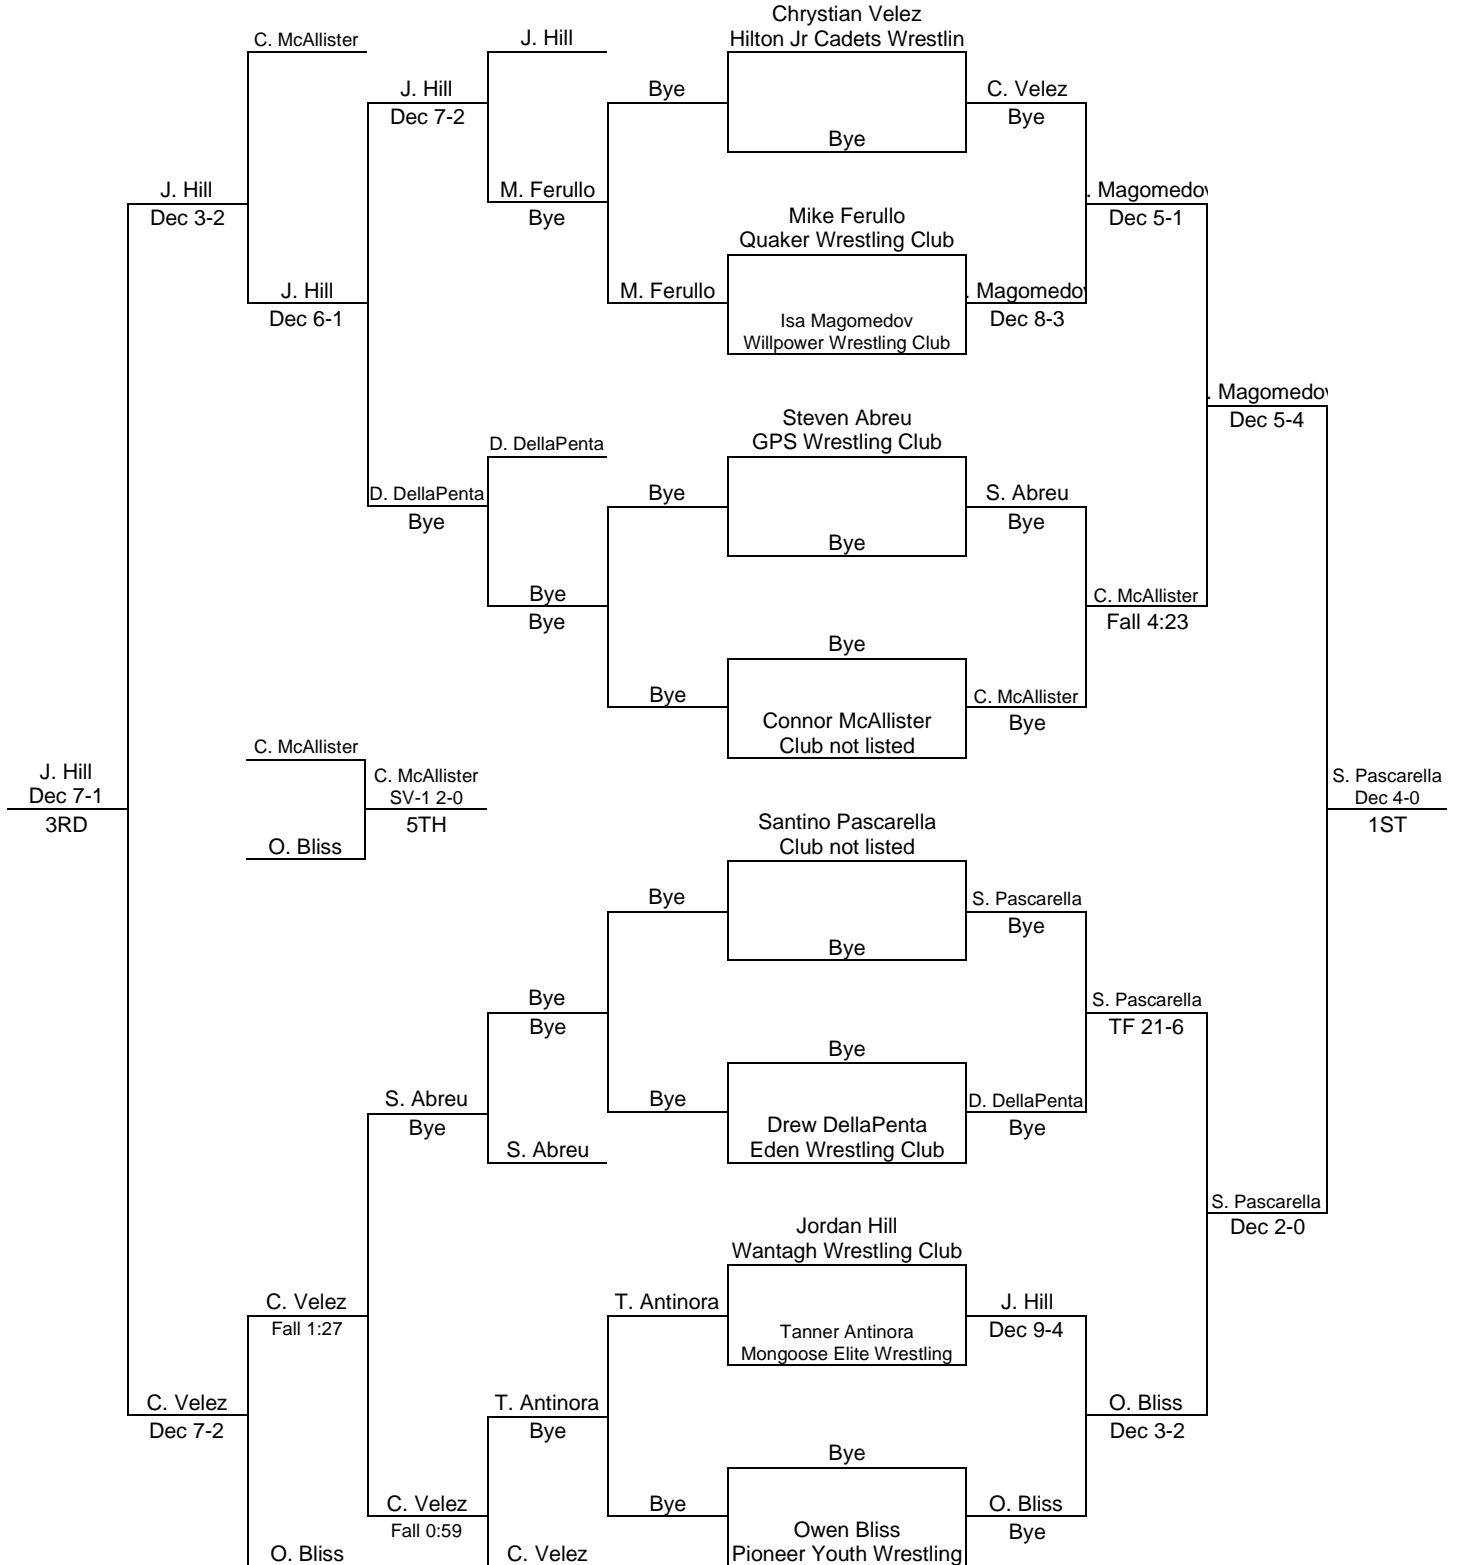 Chrystian Velez
Hilton Jr Cadets Wrestlin
C. McAllister
J. Hill
J. Hill
Dec 7-2
Bye
C. Velez
Bye
Bye
J. Hill
Dec 3-2
M. Ferullo
Bye
Mike Ferullo
Quaker Wrestling Club
. Magomedov
Dec 5-1
J. Hill
Dec 6-1
M. Ferullo
Isa Magomedov
Willpower Wrestling Club
. Magomedov
Dec 8-3
. Magomedov
Dec 5-4
Steven Abreu
GPS Wrestling Club
D. DellaPenta
D. DellaPenta
Bye
Bye
S. Abreu
Bye
Bye
Bye
Bye
C. McAllister
Fall 4:23
Bye
Bye
C. McAllister
Bye
Connor McAllister
Club not listed
C. McAllister
J. Hill
Dec 7-1
3RD
C. McAllister
SV-1 2-0
5TH
O. Bliss
S. Pascarella
Dec 4-0
1ST
Santino Pascarella
Club not listed
Bye
S. Pascarella
Bye
Bye
Bye
Bye
S. Pascarella
TF 21-6
Bye
S. Abreu
Bye
Bye
D. DellaPenta
Bye
Drew DellaPenta
Eden Wrestling Club
S. Abreu
S. Pascarella
Dec 2-0
Jordan Hill
Wantagh Wrestling Club
C. Velez
Fall 1:27
T. Antinora
J. Hill
Dec 9-4
Tanner Antinora
Mongoose Elite Wrestling
C. Velez
Dec 7-2
T. Antinora
Bye
O. Bliss
Dec 3-2
Bye
C. Velez
Fall 0:59
Bye
O. Bliss
Bye
Owen Bliss
Pioneer Youth Wrestling
O. Bliss
C. Velez